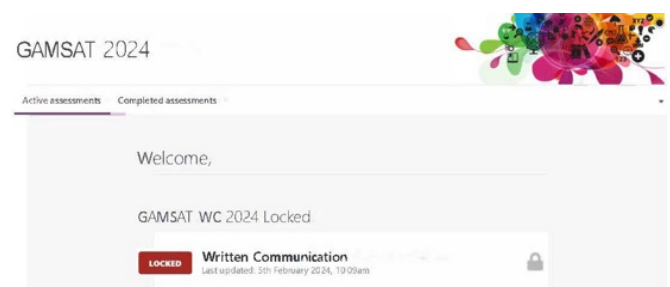 GAMSAT 2024
Active assessments Completed assessments
Welcome,
GAMSAT WC 2024 Locked
LOCKED Written Communication
Last updated: 5th February 2024, 10:09am